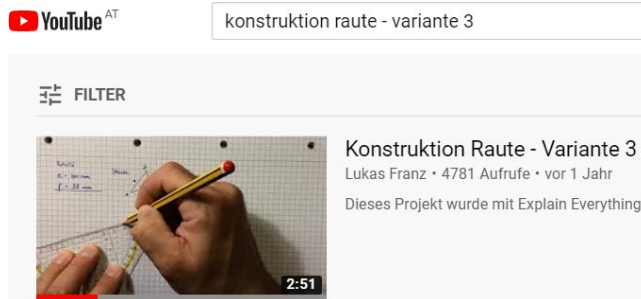 YouTube AT
konstruktion raute - variante 3
FILTER
Konstruktion Raute - Variante 3
Lukas Franz • 4781 Aufrufe • vor 1 Jahr
Dieses Projekt wurde mit Explain Everything
Raute
2:51